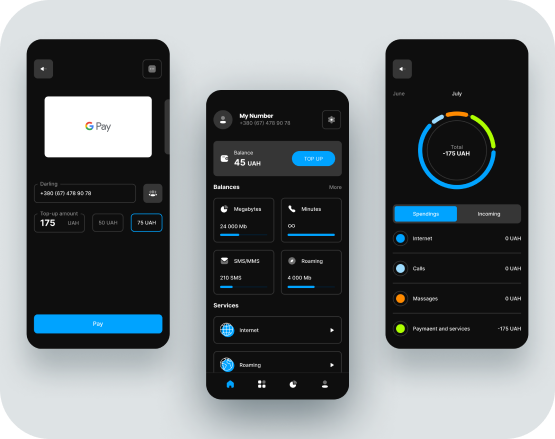 G Pay
Darling
+380 (67) 478 90 78
Top-up amount
175 UAH
50 UAH
75 UAH
Pay
My Number
+380 (67) 478 90 78
Balance
45 UAH
TOP UP
Balances
More
Megabytes
24 000 Mb
Minutes
∞
SMS/MMS
210 SMS
Roaming
4 000 Mb
Services
Internet
Roaming
June
July
Total
-175 UAH
Spendings
Incoming
Internet
0 UAH
Calls
0 UAH
Massages
0 UAH
Paymaent and services
-175 UAH